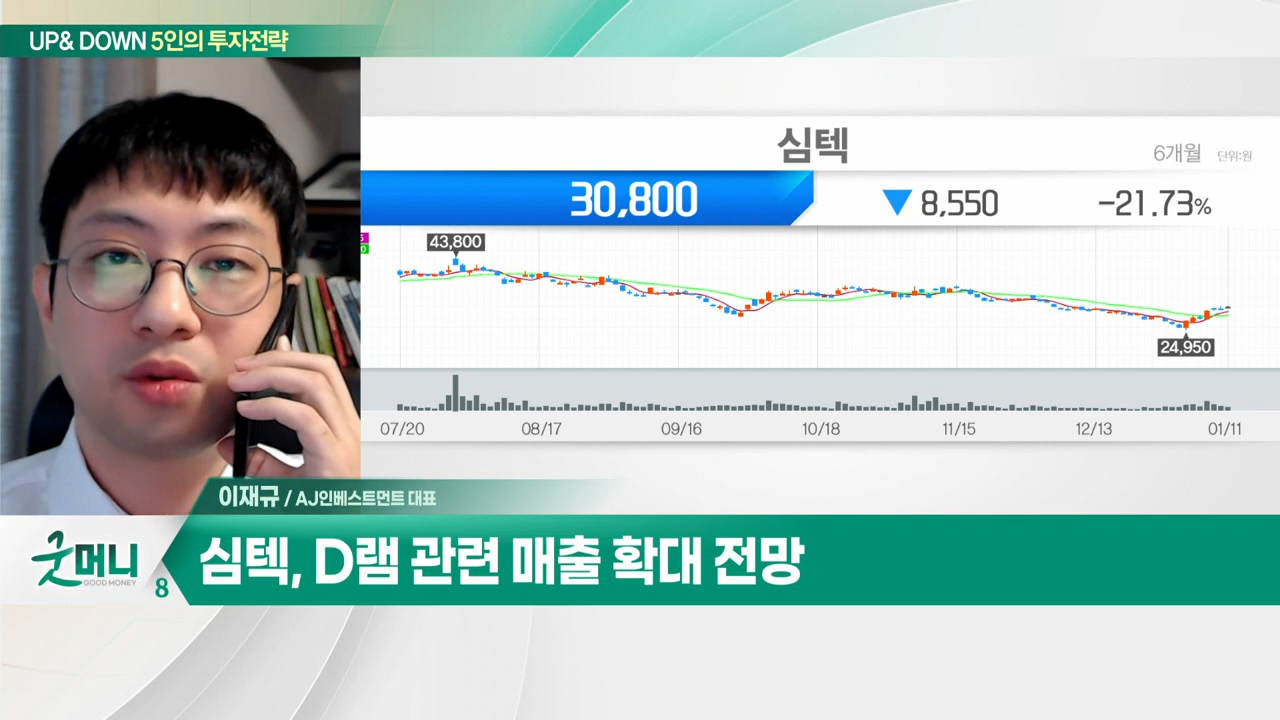 UP& DOWN 5인의 투자전략
심텍
6개월 단위:원
30,800 ▼ 8,550 -21.73%
43,800
24,950
07/20 08/17 09/16 10/18 11/15 12/13 01/11
이재규 / AJ인베스트먼트 대표
굿머니
GOOD MONEY
8
심텍, D램 관련 매출 확대 전망